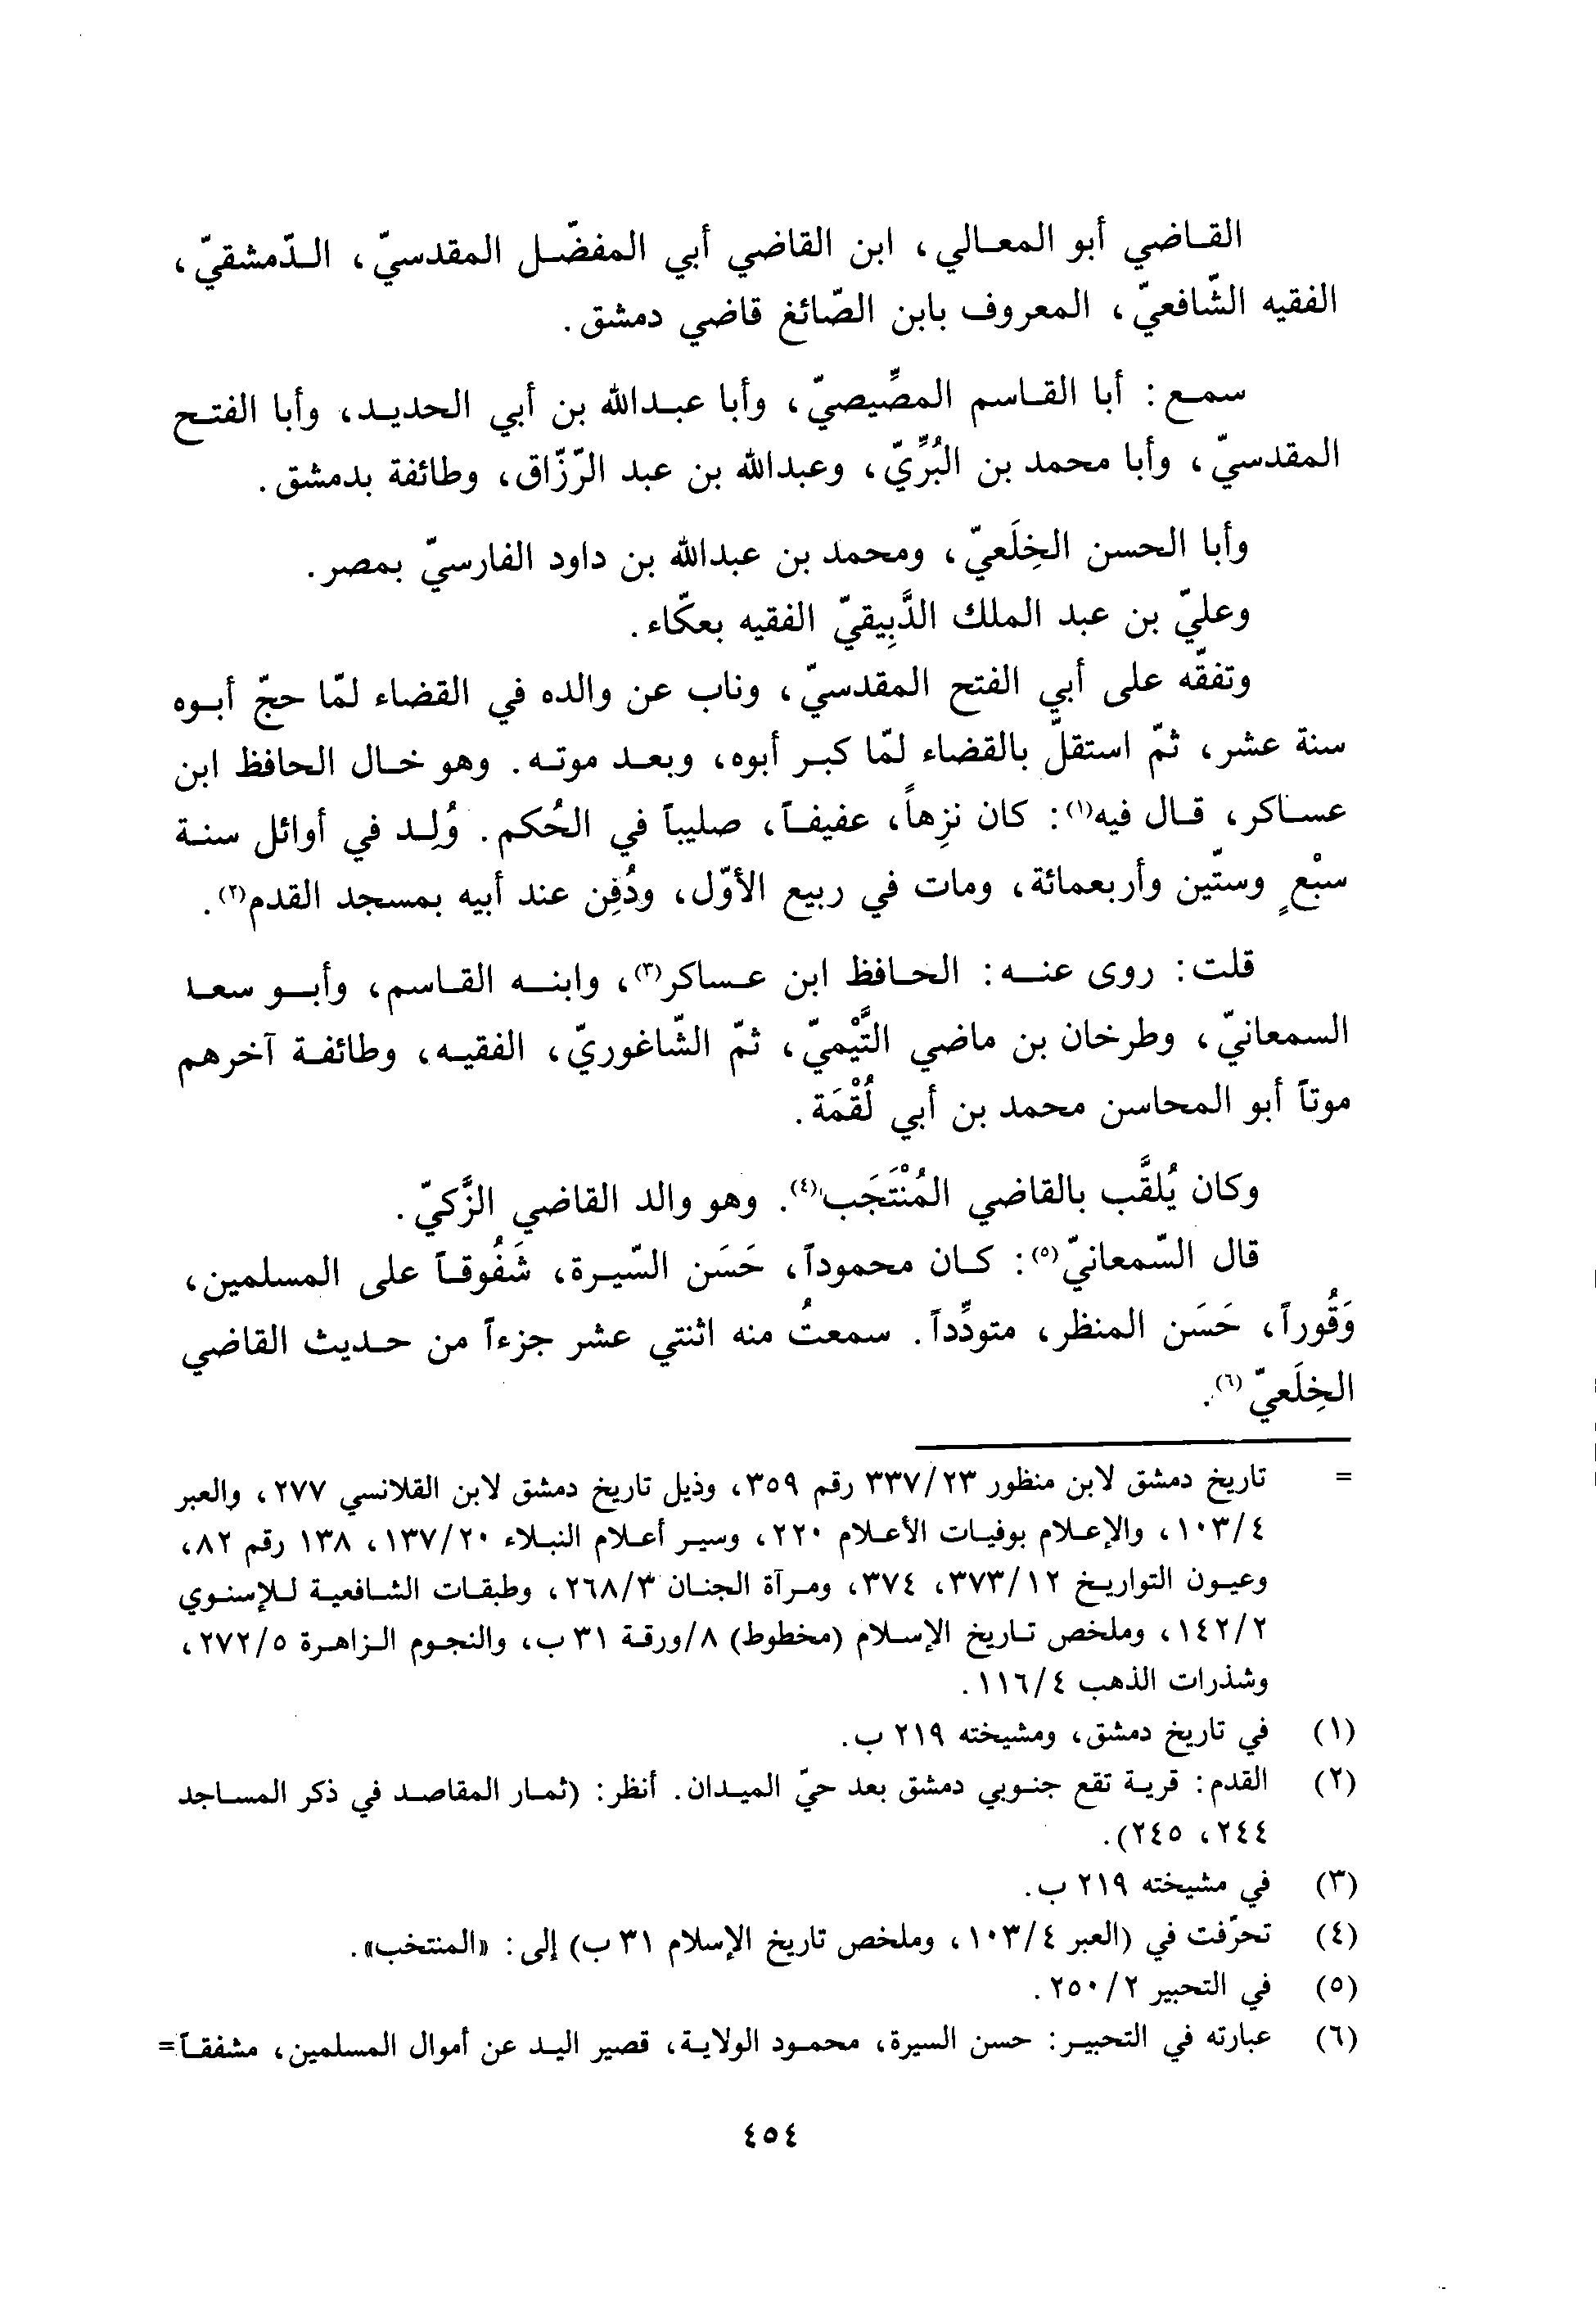 القاضي أبو المعالي، ابن القاضي أبي المفضّل المقدسيّ، الدّمشقيّ،
الفقيه الشّافعيّ، المعروف بابن الصّائغ قاضي دمشق.
سمع: أبا القاسم المصِّيصيّ، وأبا عبدالله بن أبي الحديد، وأبا الفتح
المقدسيّ، وأبا محمد بن البُرِّيّ، وعبدالله بن عبد الرّزّاق، وطائفة بدمشق.
وأبا الحسن الخِلَعيّ، ومحمد بن عبدالله بن داود الفارسيّ بمصر.
وعليّ بن عبد الملك الدَّبِيقيّ الفقيه بعكّاء.
وتفقّه على أبي الفتح المقدسيّ، وناب عن والده في القضاء لمّا حجّ أبوه
سنة عشر، ثمّ استقلّ بالقضاء لمّا كبر أبوه، وبعد موته. وهو خال الحافظ ابن
عساكر، قال فيه(١): كان نزِهاً، عفيفاً، صليباً في الحُكم. وُلِد في أوائل سنة
سبْعٍ وستّين وأربعمائة، ومات في ربيع الأوّل، ودُفِن عند أبيه بمسجد القدم(٢).
قلت: روى عنه: الحافظ ابن عساكر(٣)، وابنه القاسم، وأبو سعد
السمعانيّ، وطرخان بن ماضي التَّيْميّ، ثمّ الشّاغوريّ، الفقيه، وطائفة آخرهم
موتاً أبو المحاسن محمد بن أبي لُقْمَة.
وكان يُلقَّب بالقاضي المُنْتَجَب(٤). وهو والد القاضي الزَّكيّ.
قال السّمعانيّ(٥): كان محموداً، حَسَن السّيرة، شَفُوقاً على المسلمين،
وَقُوراً، حَسَن المنظر، متودِّداً. سمعتُ منه اثنتي عشر جزءاً من حديث القاضي
الخِلَعيّ(٦).
= تاريخ دمشق لابن منظور ٣٣٧/٢٣ رقم ٣٥٩، وذيل تاريخ دمشق لابن القلانسي ٢٧٧، والعبر
١٠٣/٤، والإعلام بوفيات الأعلام ٢٢٠، وسير أعلام النبلاء ١٣٧/٢٠، ١٣٨ رقم ٨٢،
وعيون التواريخ ٣٧٣/١٢، ٣٧٤، ومرآة الجنان ٢٦٨/٣، وطبقات الشافعية للإسنوي
١٤٢/٢، وملخص تاريخ الإسلام (مخطوط) ٨/ورقة ٣١ ب، والنجوم الزاهرة ٢٧٢/٥،
وشذرات الذهب ١١٦/٤.
(١) في تاريخ دمشق، ومشيخته ٢١٩ ب.
(٢) القدم: قرية تقع جنوبي دمشق بعد حيّ الميدان. أنظر: (ثمار المقاصد في ذكر المساجد
٢٤٤، ٢٤٥).
(٣) في مشيخته ٢١٩ ب.
(٤) تحرّفت في (العبر ١٠٣/٤، وملخص تاريخ الإسلام ٣١ ب) إلى: «المنتخب».
(٥) في التحبير ٢٥٠/٢.
(٦) عبارته في التحبير: حسن السيرة، محمود الولاية، قصير اليد عن أموال المسلمين، مشفقاً=
٤٥٤